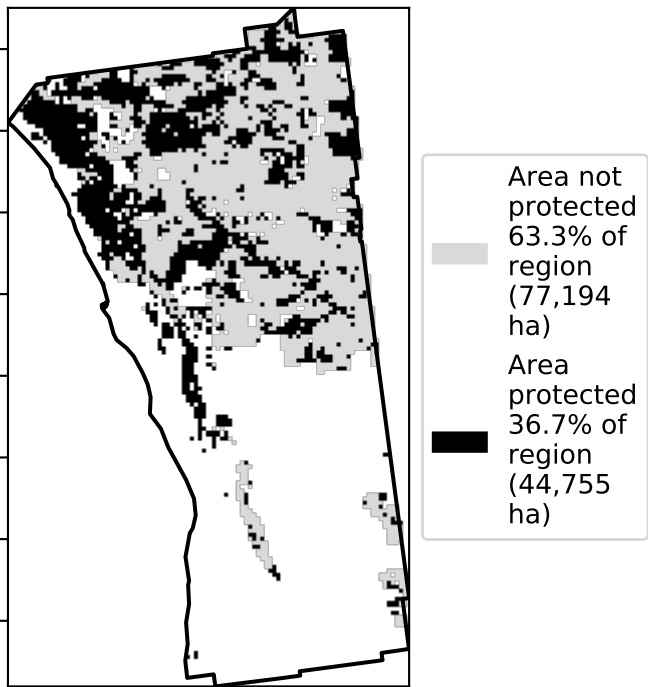 Area not
protected
63.3% of
region
(77,194
ha)
Area
protected
36.7% of
region
(44,755
ha)